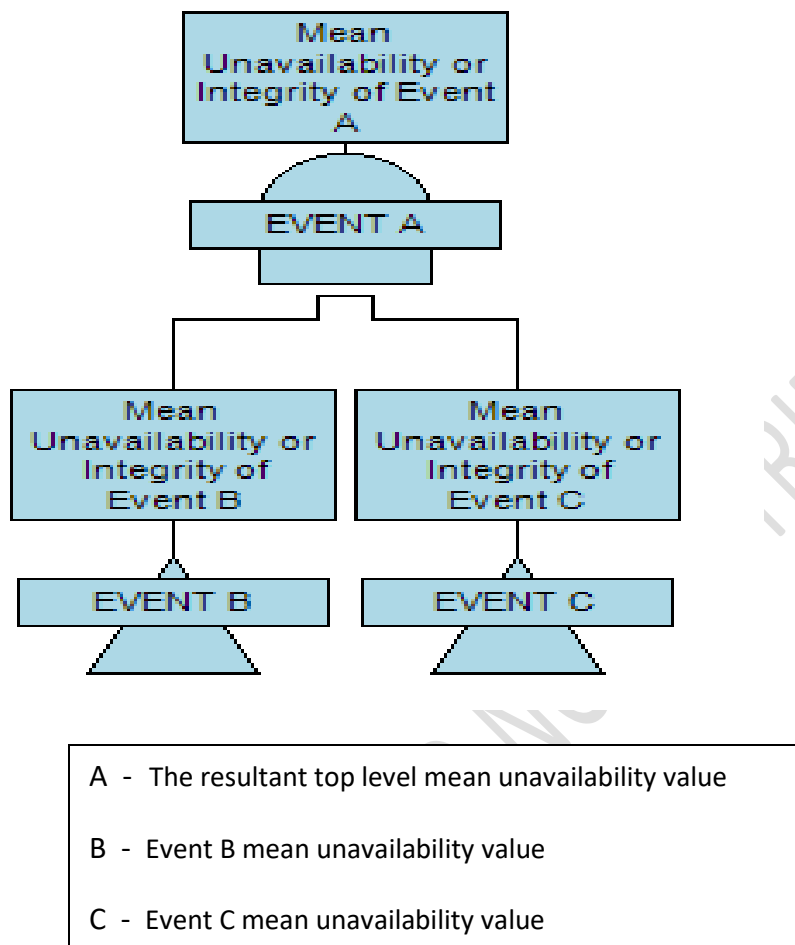 Mean
Unavailability or
Integrity of Event
A
EVENT A
Mean
Unavailability or
Integrity of
Event B
Mean
Unavailability or
Integrity of
Event C
EVENT B
EVENT C
A - The resultant top level mean unavailability value
B - Event B mean unavailability value
C - Event C mean unavailability value